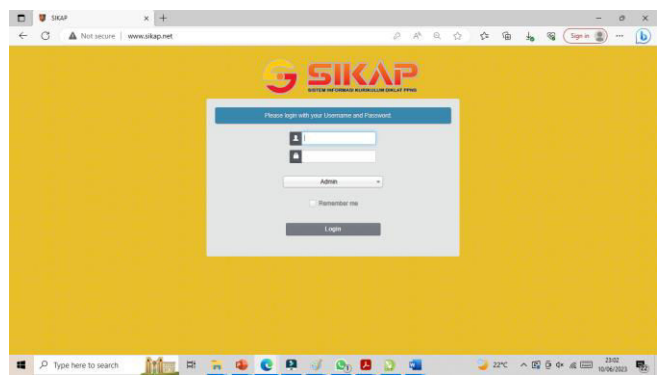 SIKAP
Not secure | www.sikap.net
Sign in
SIKAP
SISTEM INFORMASI KURIKULUM DIKLAT PPWG
Please login with your Username and Password.
Admin
Remember me
Login
Type here to search
22°C
23:02
10/06/2023